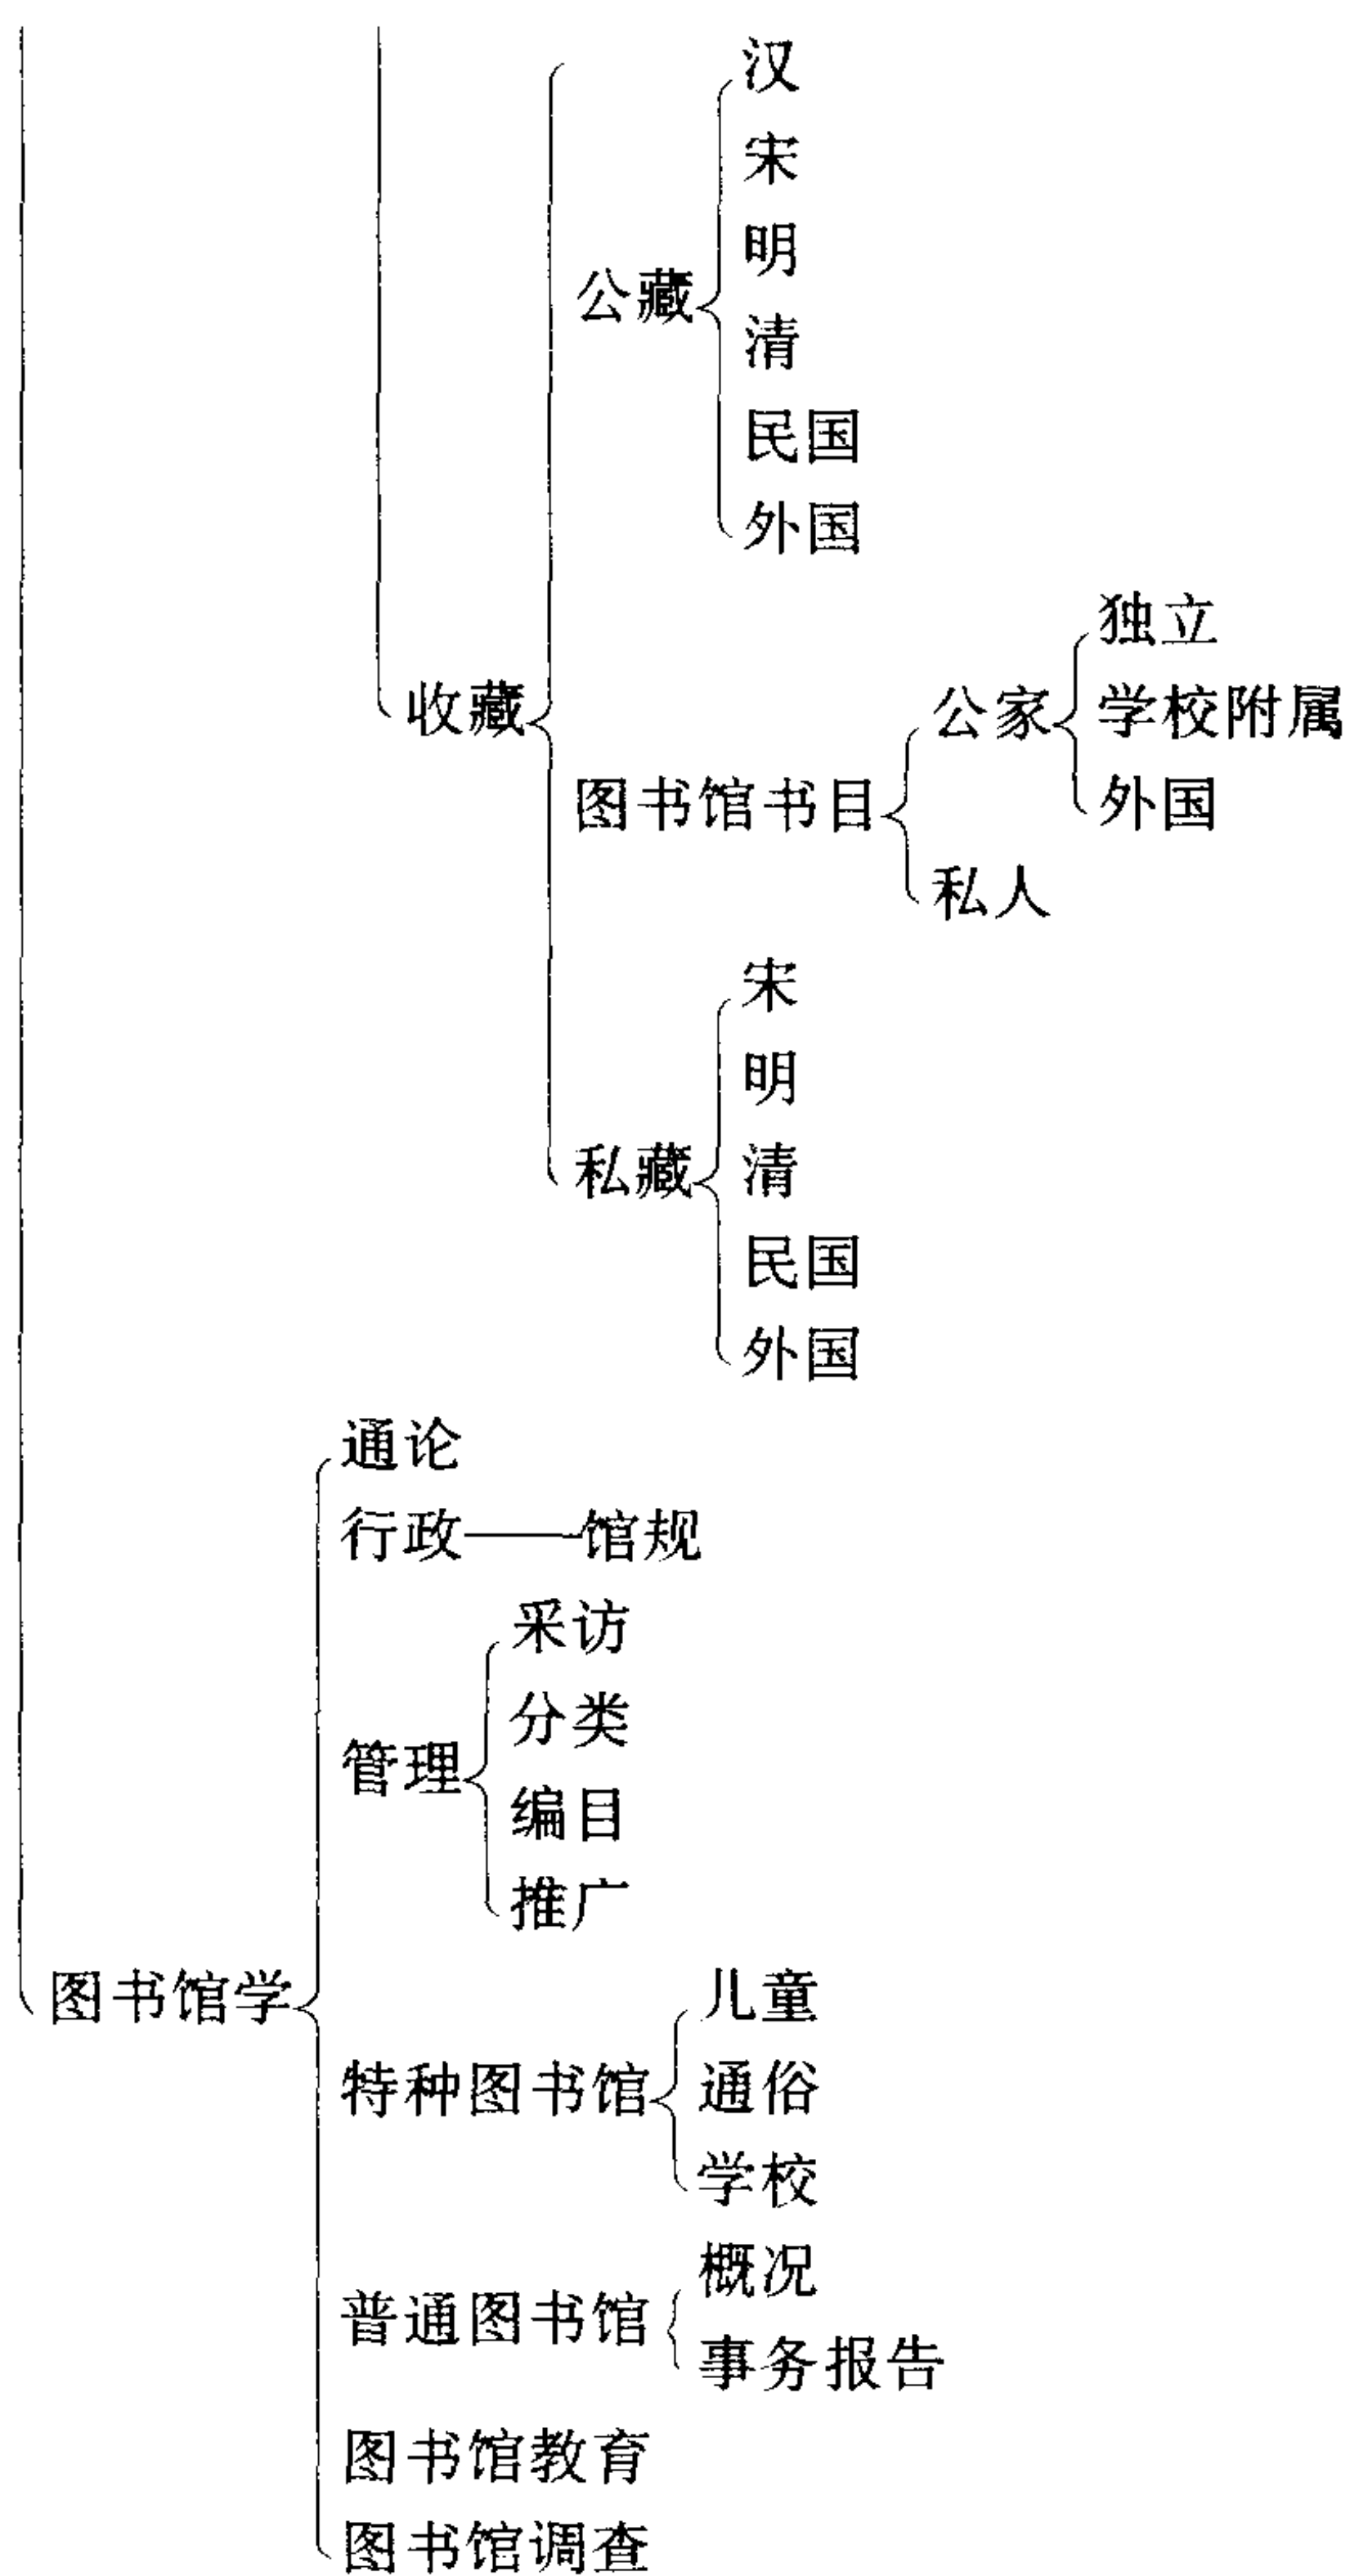 汉
宋
明
公藏
清
民国
外国
独立
收藏
公家
学校附属
图书馆书目
外国
私人
宋
明
私藏
清
民国
外国
通论
行政——馆规
采访
分类
管理
编目
推广
图书馆学
儿童
特种图书馆
通俗
学校
概况
普通图书馆
事务报告
图书馆教育
图书馆调查